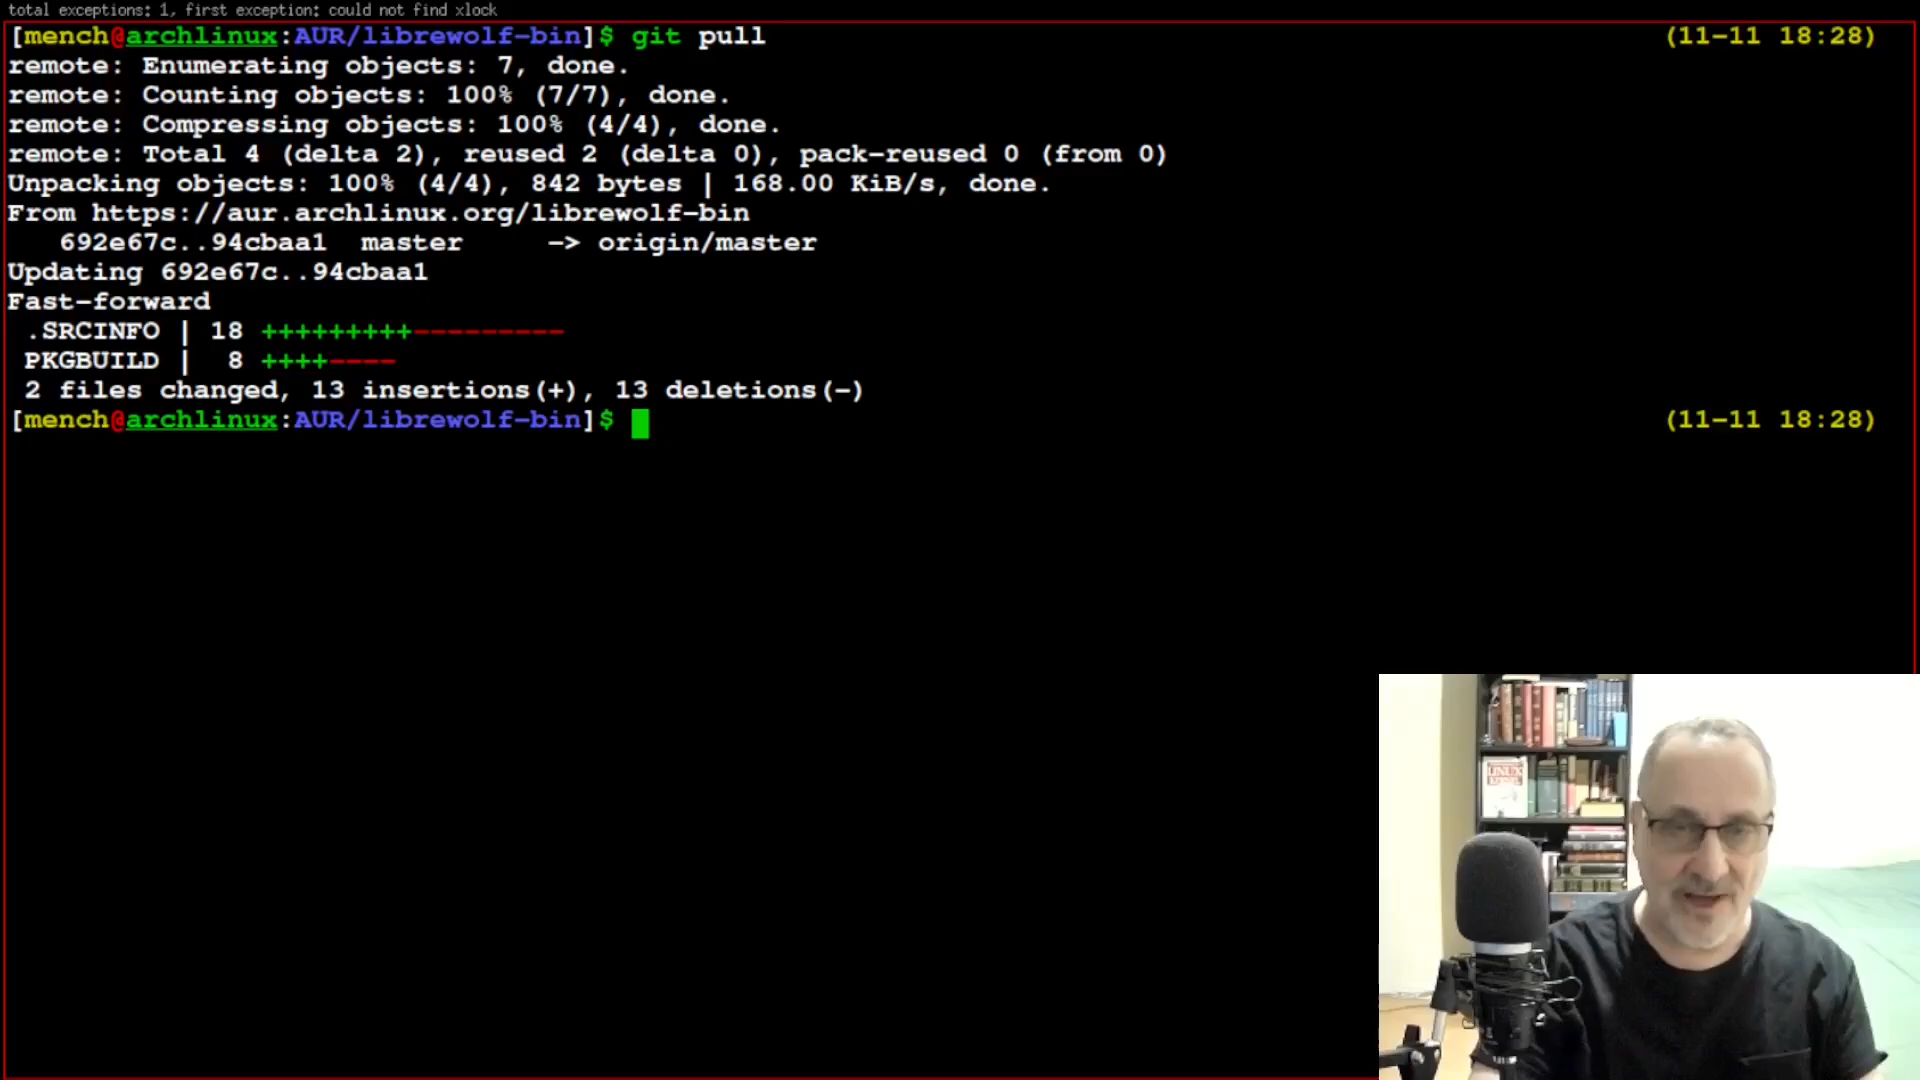 total exceptions: 1, first exception: could not find xlock
[mench@archlinux:AUR/librewolf-bin]$ git pull (11-11 18:28)
remote: Enumerating objects: 7, done.
remote: Counting objects: 100% (7/7), done.
remote: Compressing objects: 100% (4/4), done.
remote: Total 4 (delta 2), reused 2 (delta 0), pack-reused 0 (from 0)
Unpacking objects: 100% (4/4), 842 bytes | 168.00 KiB/s, done.
From https://aur.archlinux.org/librewolf-bin
   692e67c..94cbaa1  master     -> origin/master
Updating 692e67c..94cbaa1
Fast-forward
 .SRCINFO | 18 +++++++++---------
 PKGBUILD |  8 ++++----
 2 files changed, 13 insertions(+), 13 deletions(-)
[mench@archlinux:AUR/librewolf-bin]$ (11-11 18:28)
LINUX
KERNEL